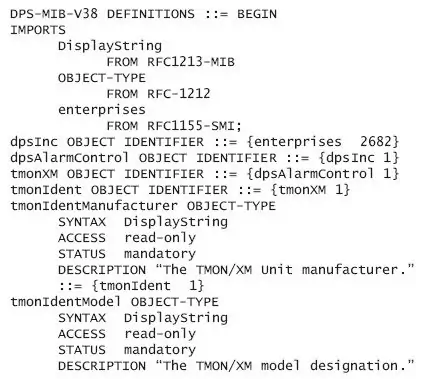 DPS-MIB-V38 DEFINITIONS ::= BEGIN
IMPORTS
DisplayString
FROM RFC1213-MIB
OBJECT-TYPE
FROM RFC-1212
enterprises
FROM RFC1155-SMI;
dpsInc OBJECT IDENTIFIER ::= {enterprises 2682}
dpsAlarmControl OBJECT IDENTIFIER ::= {dpsInc 1}
tmonXM OBJECT IDENTIFIER ::= {dpsAlarmControl 1}
tmonIdent OBJECT IDENTIFIER ::= {tmonXM 1}
tmonIdentManufacturer OBJECT-TYPE
SYNTAX DisplayString
ACCESS read-only
STATUS mandatory
DESCRIPTION “The TMON/XM Unit manufacturer.”
::= {tmonIdent 1}
tmonIdentModel OBJECT-TYPE
SYNTAX DisplayString
ACCESS read-only
STATUS mandatory
DESCRIPTION “The TMON/XM model designation.”